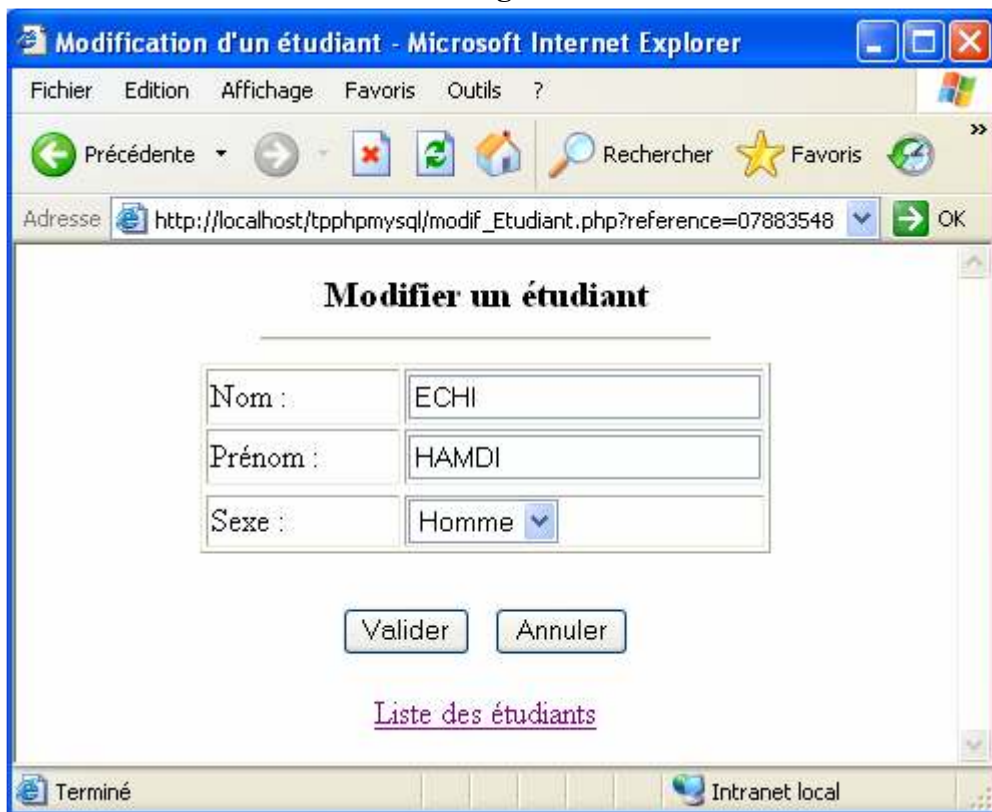 Modification d'un étudiant - Microsoft Internet Explorer
Fichier Edition Affichage Favoris Outils ?
Précédente Rechercher Favoris »
Adresse http://localhost/tpphpmysql/modif_Etudiant.php?reference=07883548 OK
Modifier un étudiant
Nom : ECHI
Prénom : HAMDI
Sexe : Homme
Valider Annuler
Liste des étudiants
Terminé Intranet local